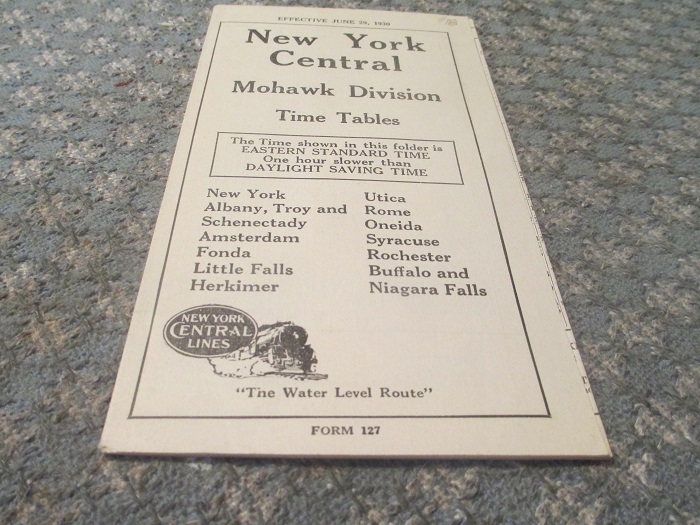 EFFECTIVE JUNE 29, 1930
New York
Central
Mohawk Division
Time Tables
The Time shown in this folder is
EASTERN STANDARD TIME
One hour slower than
DAYLIGHT SAVING TIME
New York
Albany, Troy and
Schenectady
Amsterdam
Fonda
Little Falls
Herkimer
Utica
Rome
Oneida
Syracuse
Rochester
Buffalo and
Niagara Falls
NEW YORK
CENTRAL
LINES
"The Water Level Route"
FORM 127